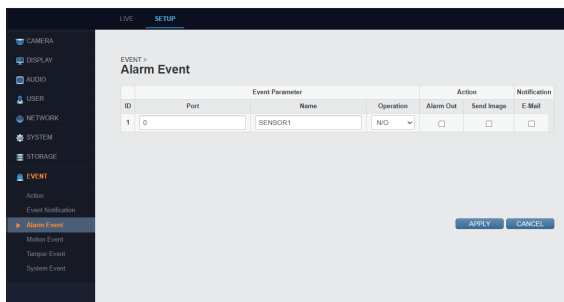 LIVE SETUP
CAMERA
DISPLAY
AUDIO
USER
NETWORK
SYSTEM
STORAGE
EVENT
Action
Event Notification
Alarm Event
Motion Event
Tamper Event
System Event
EVENT >
Alarm Event
Event Parameter Action Notification
ID Port Name Operation Alarm Out Send Image E-Mail
1 0 SENSOR1 N/O
APPLY CANCEL